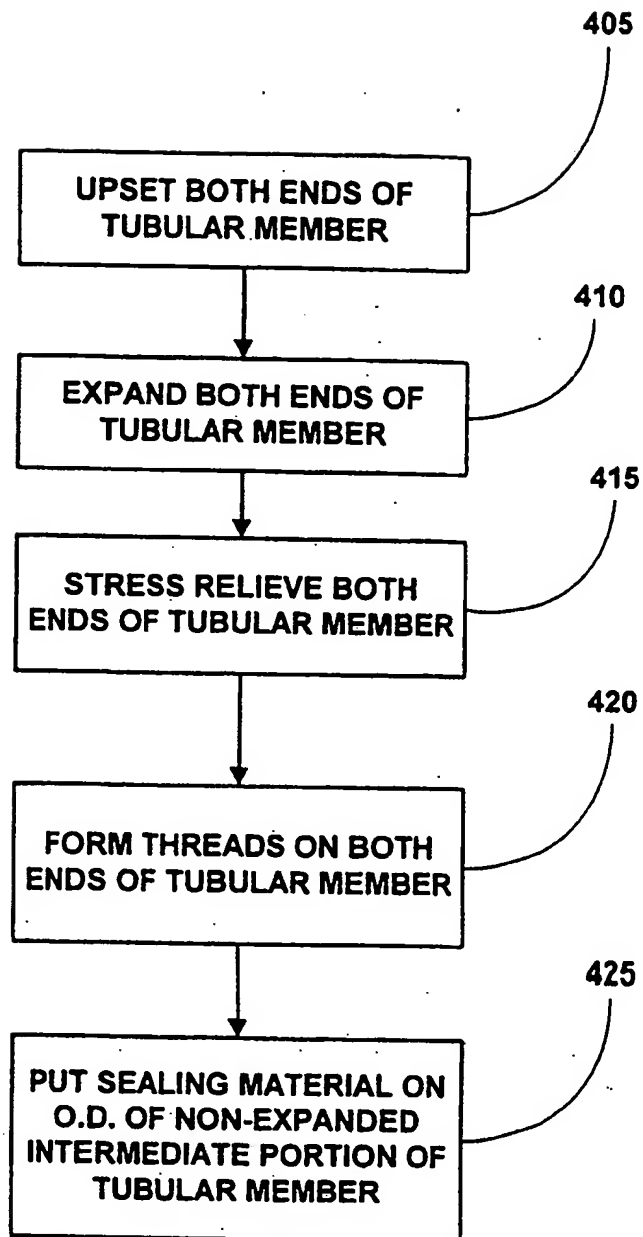 405
UPSET BOTH ENDS OF
TUBULAR MEMBER
410
EXPAND BOTH ENDS OF
TUBULAR MEMBER
415
STRESS RELIEVE BOTH
ENDS OF TUBULAR MEMBER
420
FORM THREADS ON BOTH
ENDS OF TUBULAR MEMBER
425
PUT SEALING MATERIAL ON
O.D. OF NON-EXPANDED
INTERMEDIATE PORTION OF
TUBULAR MEMBER